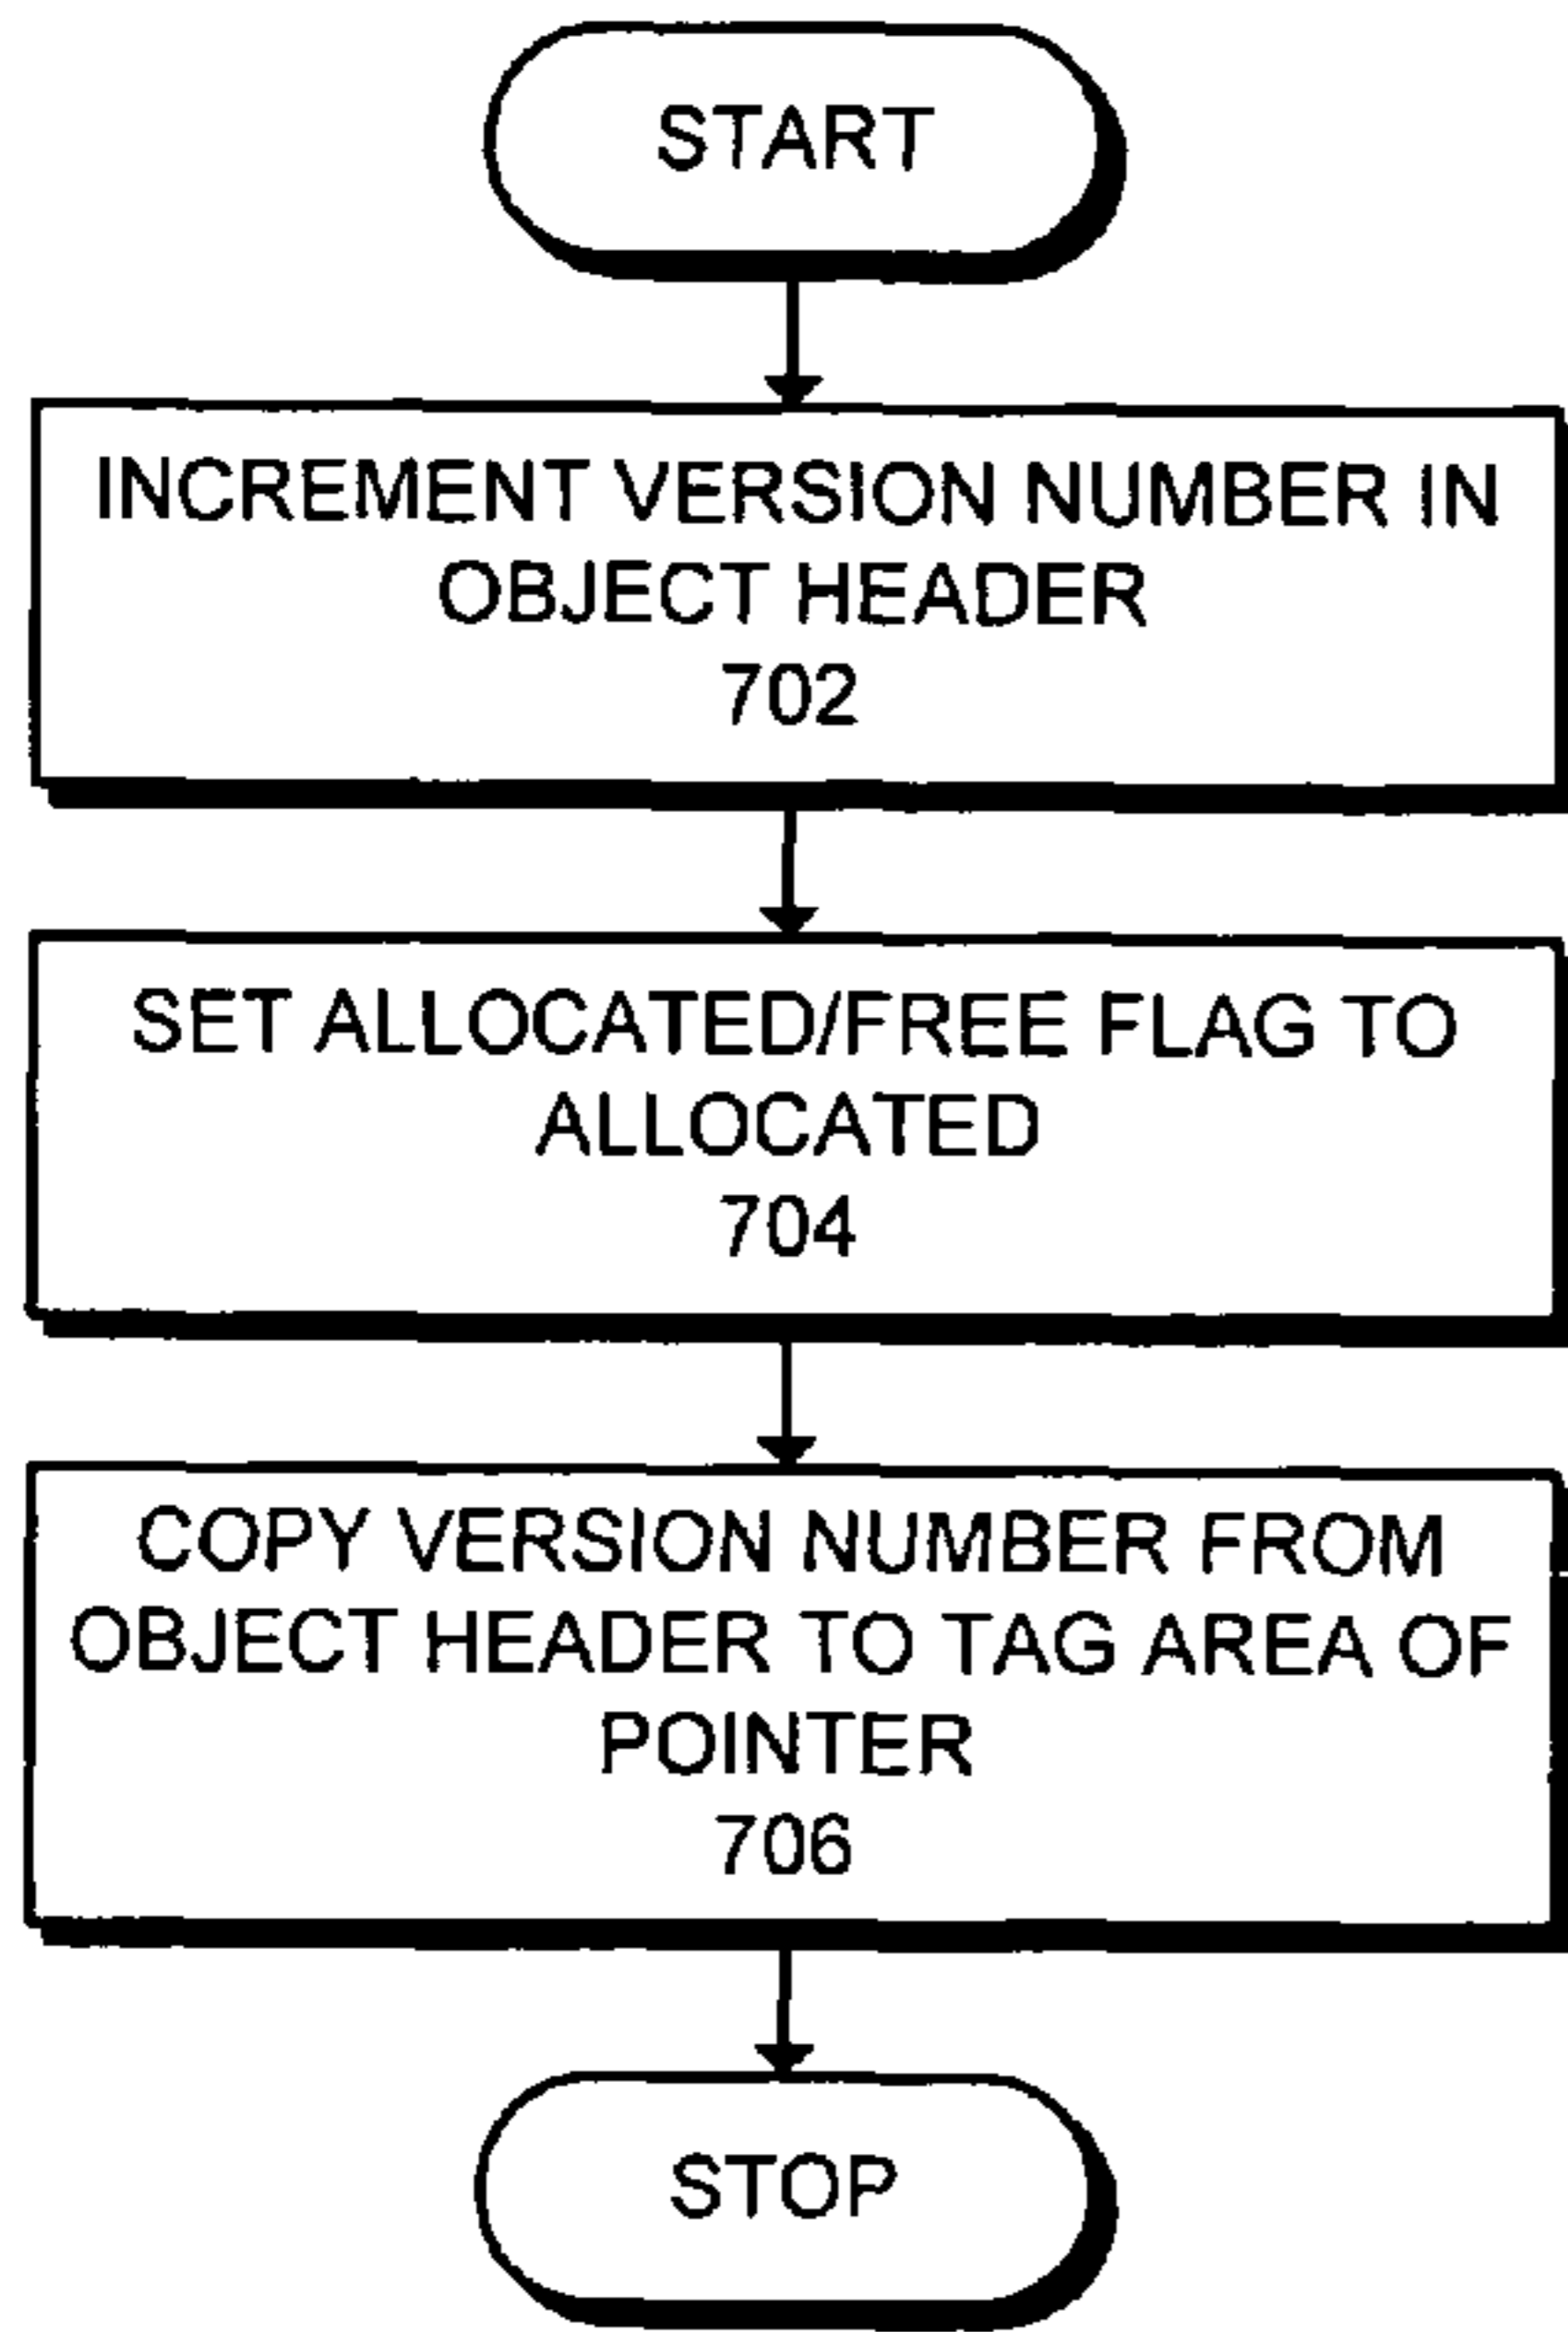 START
INCREMENT VERSION NUMBER IN
OBJECT HEADER
702
SET ALLOCATED/FREE FLAG TO
ALLOCATED
704
COPY VERSION NUMBER FROM
OBJECT HEADER TO TAG AREA OF
POINTER
706
STOP